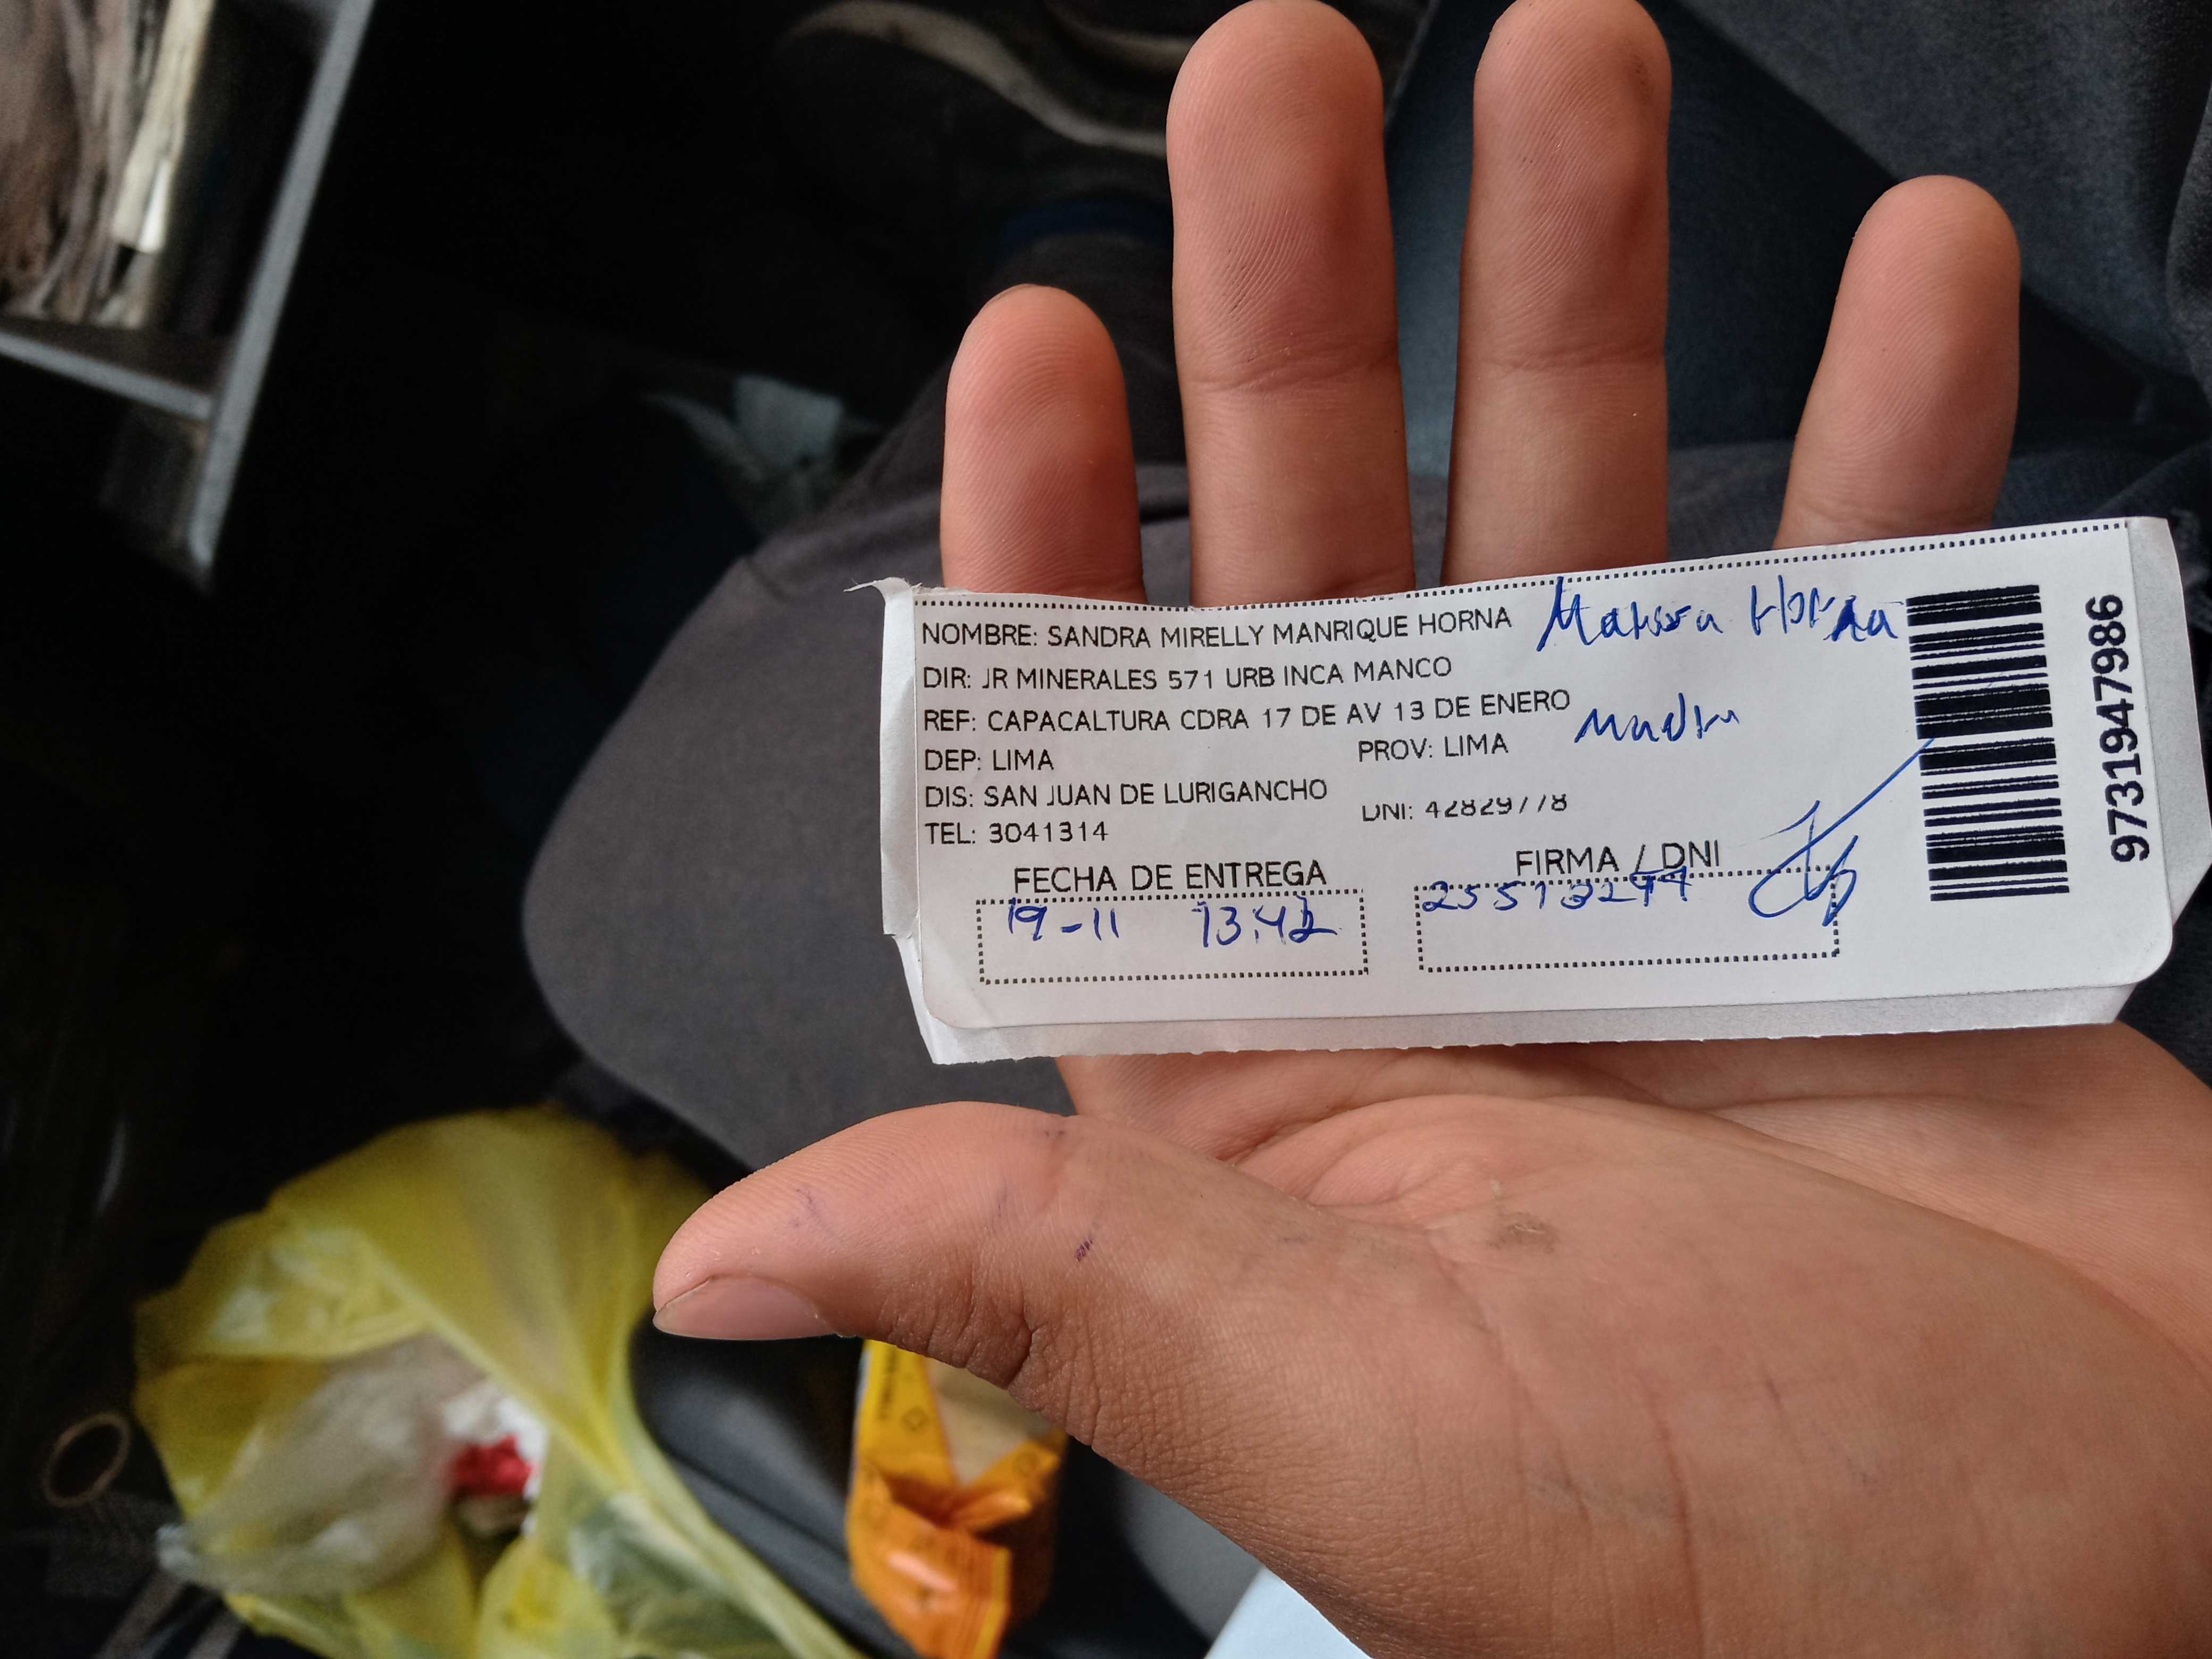 NOMBRE: SANDRA MIRELLY MANRIQUE HORNA
Horna
DIR: JR MINERALES 571 URB INCA MANCO
REF: CAPACALTURA CDRA 17 DE AV 13 DE ENERO
DEP: LIMA PROV: LIMA
DIS: SAN JUAN DE LURIGANCHO DNI: 42829778
TEL: 3041314
FECHA DE ENTREGA FIRMA / DNI
19-11 13:42
9731947986